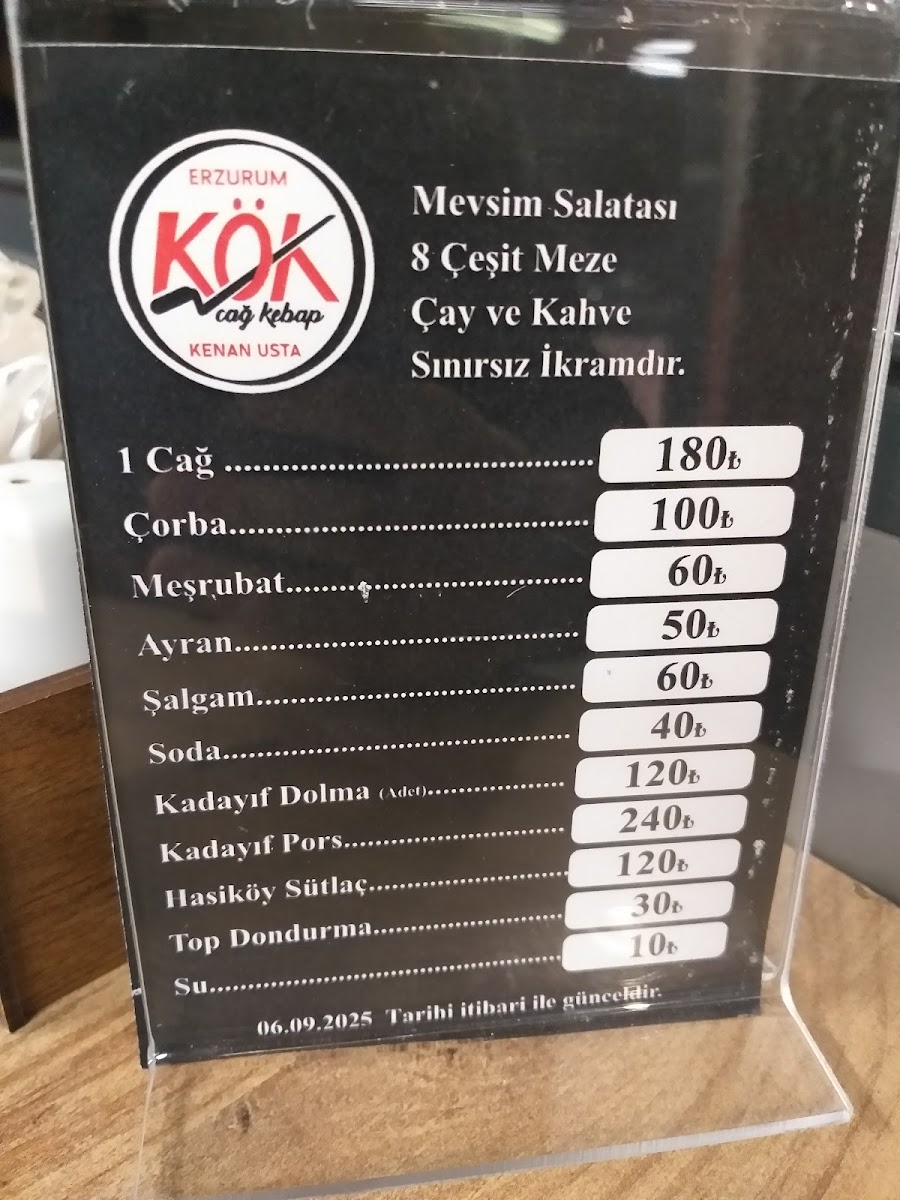 ERZURUM
KÖK
cağ kebap
KENAN USTA
Mevsim Salatası
8 Çeşit Meze
Çay ve Kahve
Sınırsız İkramdır.
1 Cağ ........................................ 180₺
Çorba........................................ 100₺
Meşrubat........................................ 60₺
Ayran........................................ 50₺
Şalgam........................................ 60₺
Soda........................................ 40₺
Kadayıf Dolma (Adet)........................ 120₺
Kadayıf Pors........................................ 240₺
Hasiköy Sütlaç........................................ 120₺
Top Dondurma........................................ 30₺
Su........................................ 10₺
06.09.2025 Tarihi itibari ile günceldir.